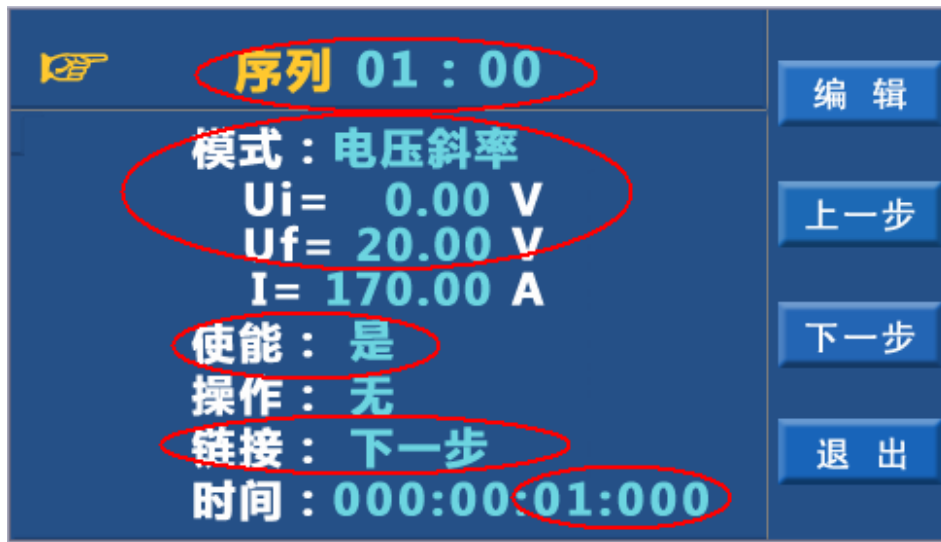 序列 01 : 00
模式：电压斜率
Ui= 0.00 V
Uf= 20.00 V
I= 170.00 A
使能： 是
操作： 无
链接： 下一步
时间：000:00:01:000
编 辑
上一步
下一步
退 出